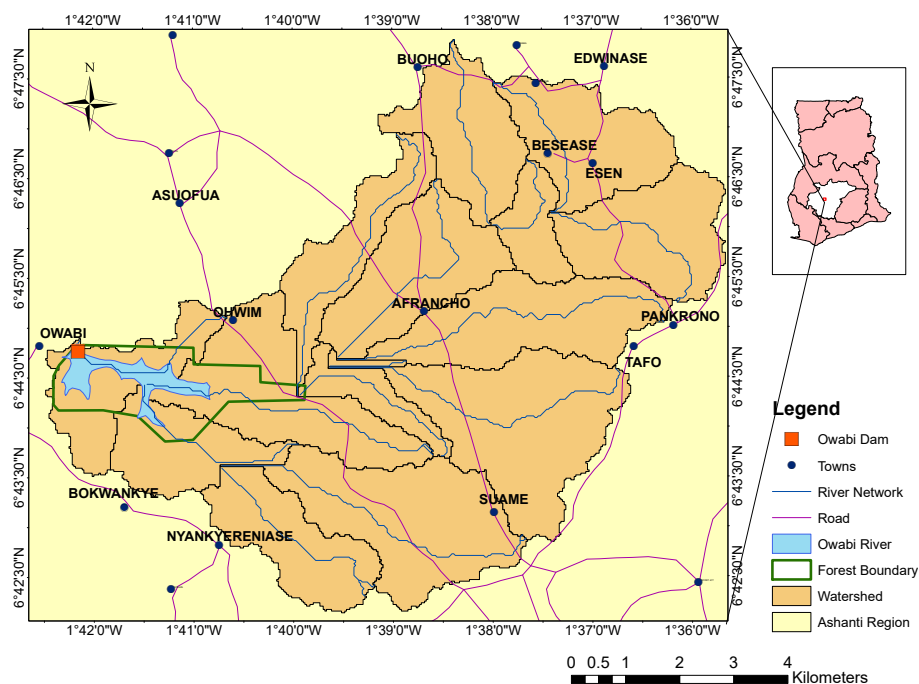 1°42'0"W 1°41'0"W 1°40'0"W 1°39'0"W 1°38'0"W 1°37'0"W 1°36'0"W
6°47'30"N
6°46'30"N
6°45'30"N
6°44'30"N
6°43'30"N
6°42'30"N
N
BUOHO
EDWINASE
BESEASE
ESEN
ASUOFUA
OHWIM
AFRANCHO
PANKRONO
OWABI
TAFO
SUAME
BOKWANKYE
NYANKYERENIASE
6°47'30"N
6°46'30"N
6°45'30"N
6°44'30"N
6°43'30"N
6°42'30"N
1°42'0"W 1°41'0"W 1°40'0"W 1°39'0"W 1°38'0"W 1°37'0"W 1°36'0"W
Legend
Owabi Dam
Towns
River Network
Road
Owabi River
Forest Boundary
Watershed
Ashanti Region
0 0.5 1 2 3 4
Kilometers